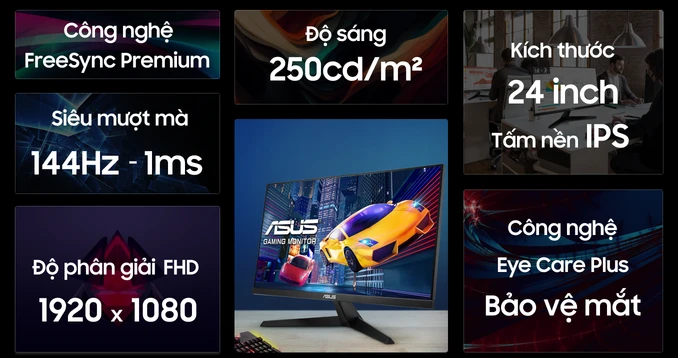 Công nghệ
FreeSync Premium
Siêu mượt mà
144Hz - 1ms
Độ phân giải FHD
1920 x 1080
Độ sáng
250cd/m²
ASUS
GAMING MONITOR
ASUS
Kích thước
24 inch
Tấm nền IPS
Công nghệ
Eye Care Plus
Bảo vệ mắt